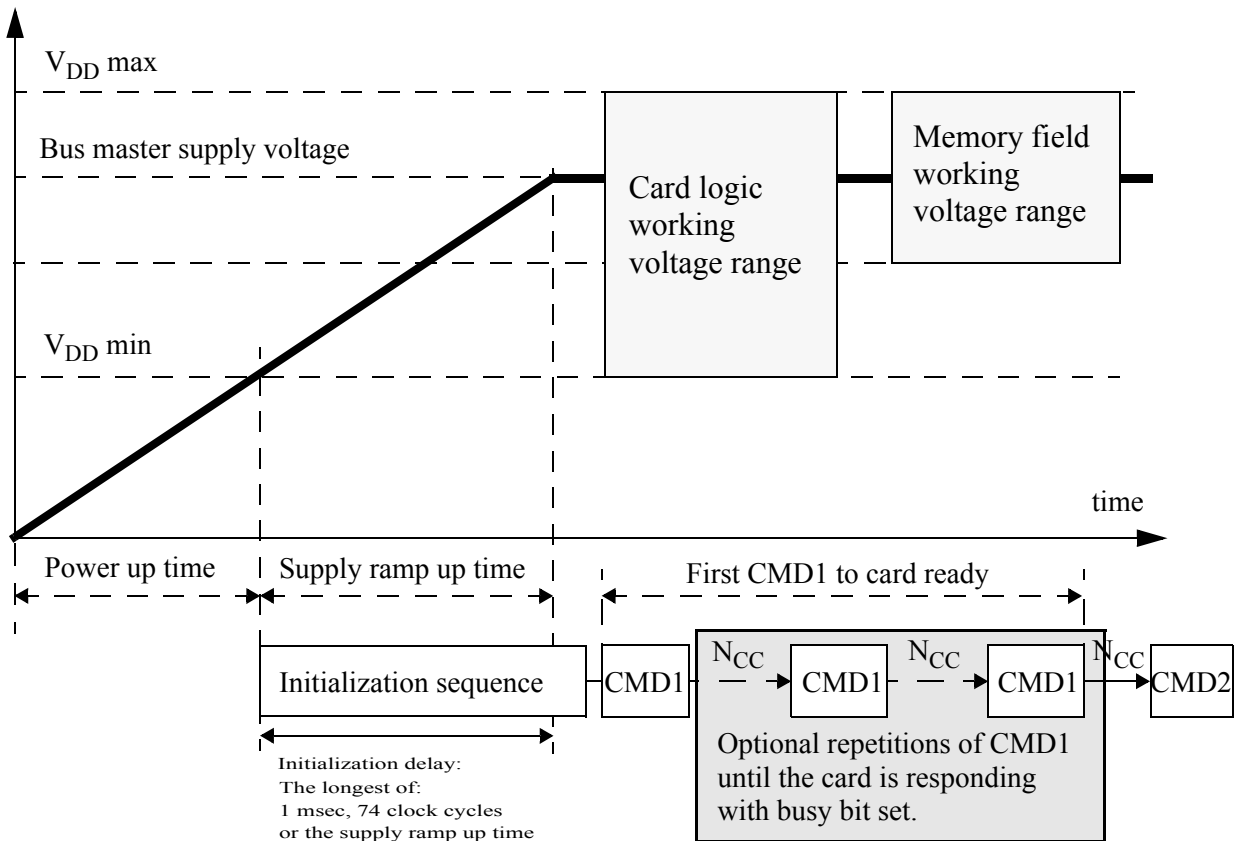 V_DD max
Bus master supply voltage
Memory field
working
voltage range
Card logic
working
voltage range
V_DD min
time
Power up time
Supply ramp up time
First CMD1 to card ready
Initialization sequence
CMD1
N_CC
CMD1
N_CC
CMD1
N_CC
CMD2
Optional repetitions of CMD1
until the card is responding
with busy bit set.
Initialization delay:
The longest of:
1 msec, 74 clock cycles
or the supply ramp up time